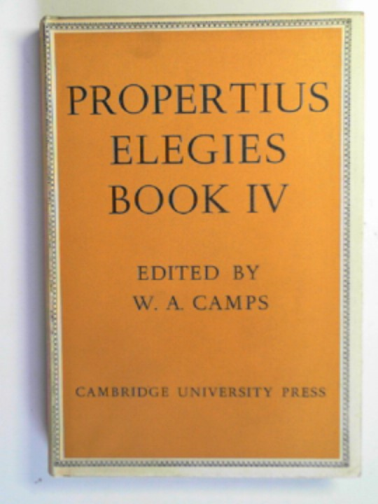 PROPERTIUS
ELEGIES
BOOK IV
EDITED BY
W. A. CAMPS
CAMBRIDGE UNIVERSITY PRESS